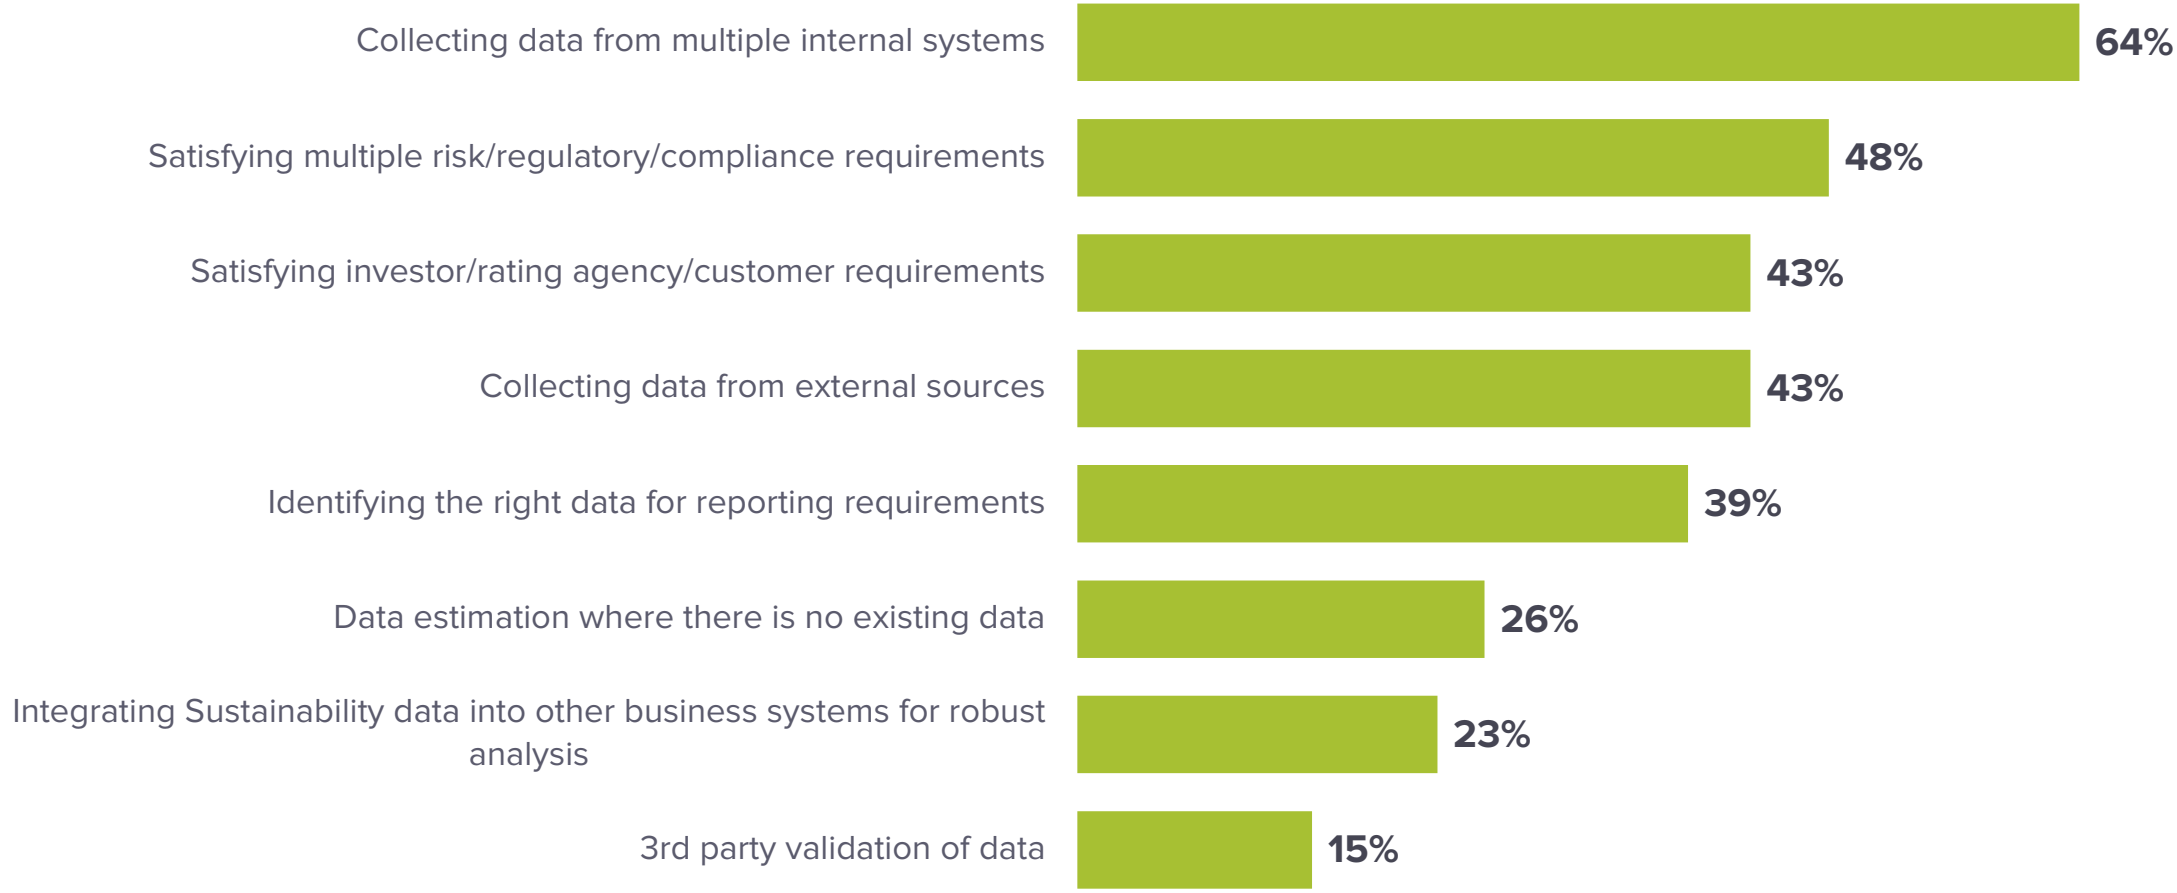 Collecting data from multiple internal systems 64%
Satisfying multiple risk/regulatory/compliance requirements 48%
Satisfying investor/rating agency/customer requirements 43%
Collecting data from external sources 43%
Identifying the right data for reporting requirements 39%
Data estimation where there is no existing data 26%
Integrating Sustainability data into other business systems for robust
analysis 23%
3rd party validation of data 15%